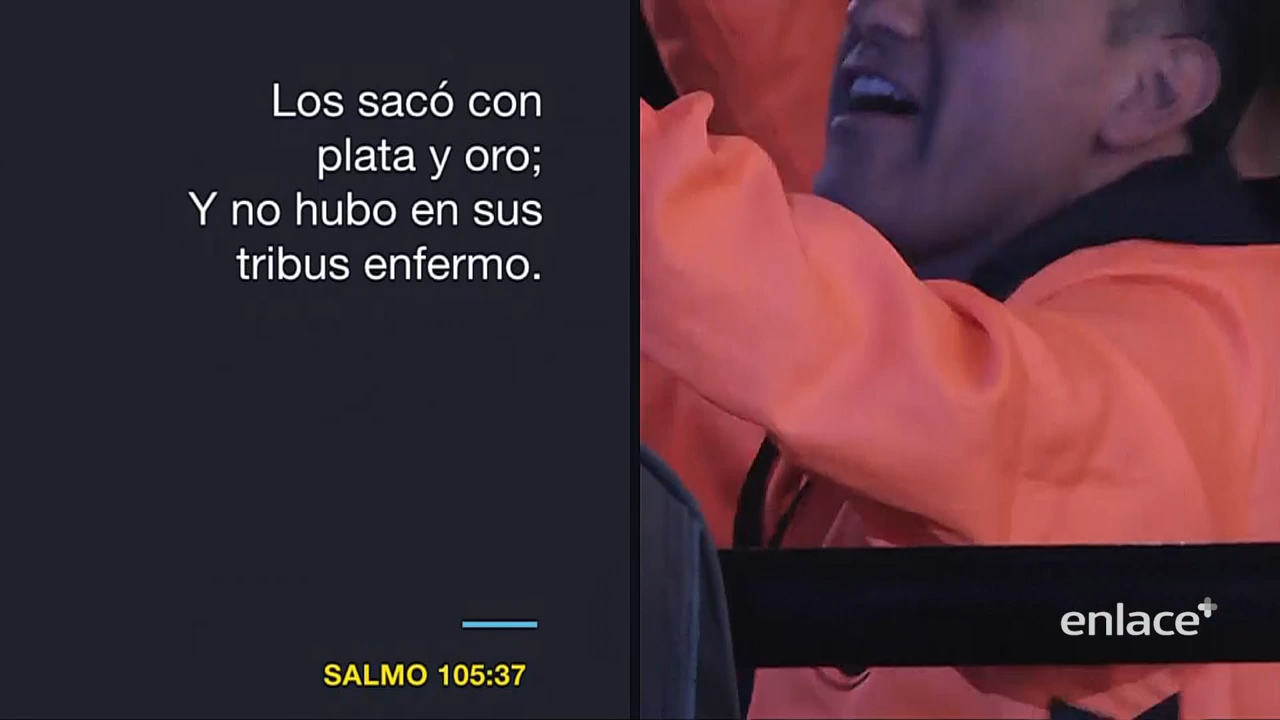 Los sacó con
plata y oro;
Y no hubo en sus
tribus enfermo.
SALMO 105:37
enlace+